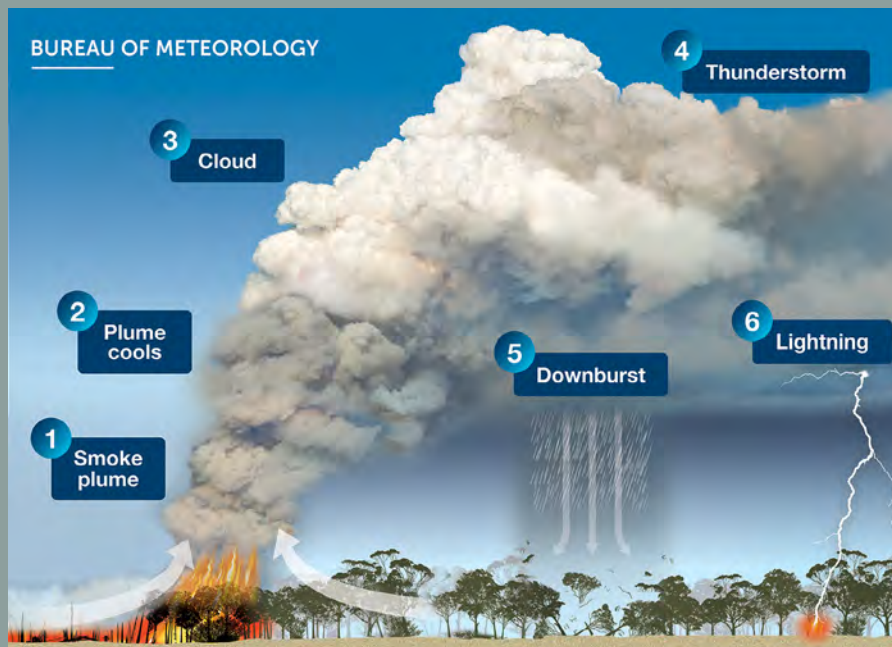 BUREAU OF METEOROLOGY
4
Thunderstorm
3
Cloud
2
Plume
cools
5
Downburst
6
Lightning
1
Smoke
plume